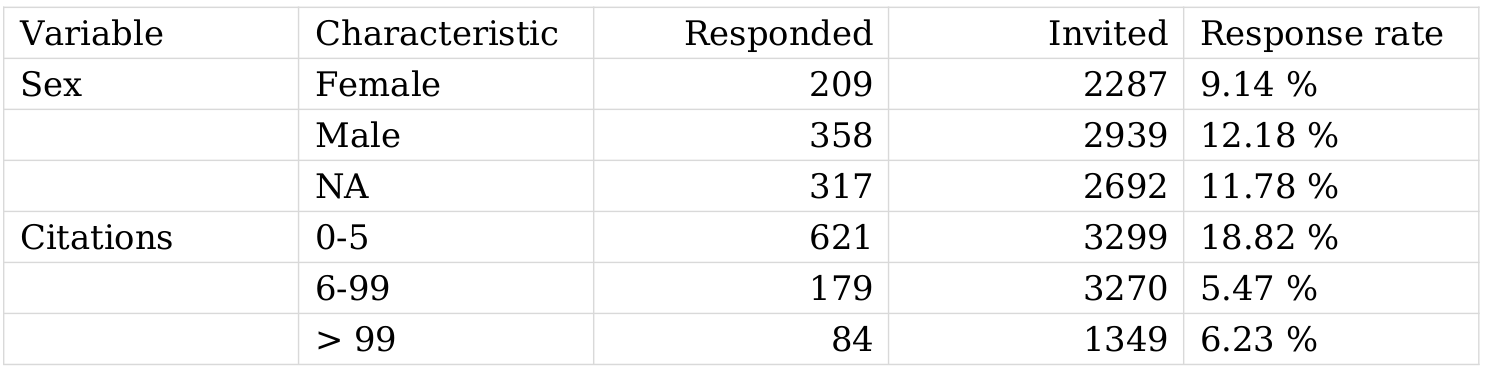 Variable Characteristic Responded Invited Response rate
Sex Female 209 2287 9.14 %
Male 358 2939 12.18 %
NA 317 2692 11.78 %
Citations 0-5 621 3299 18.82 %
6-99 179 3270 5.47 %
> 99 84 1349 6.23 %